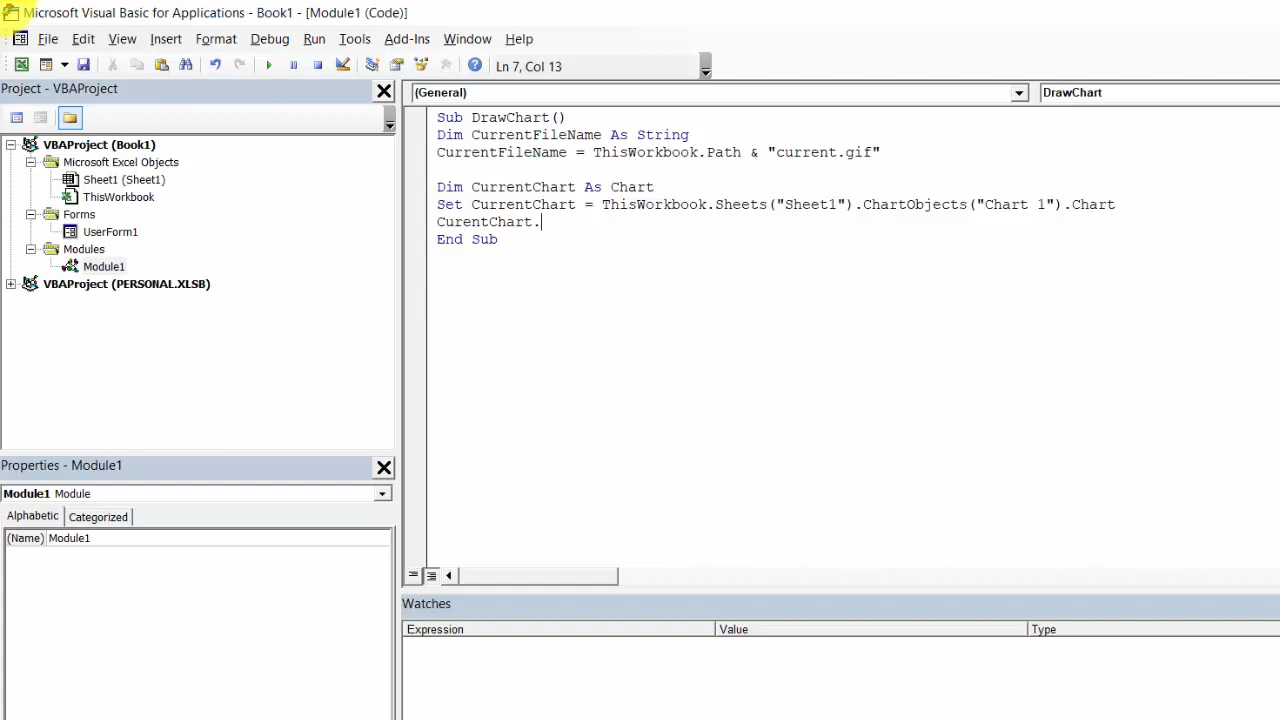 Microsoft Visual Basic for Applications - Book1 - [Module1 (Code)]
File Edit View Insert Format Debug Run Tools Add-Ins Window Help
Ln 7, Col 13
Project - VBAProject
(General)
DrawChart
VBAProject (Book1)
Microsoft Excel Objects
Sheet1 (Sheet1)
ThisWorkbook
Forms
UserForm1
Modules
Module1
VBAProject (PERSONAL.XLSB)
Sub DrawChart()
Dim CurrentFileName As String
CurrentFileName = ThisWorkbook.Path & "current.gif"
Dim CurrentChart As Chart
Set CurrentChart = ThisWorkbook.Sheets("Sheet1").ChartObjects("Chart 1").Chart
CurentChart.
End Sub
Properties - Module1
Module1 Module
Alphabetic Categorized
(Name) Module1
Watches
Expression Value Type